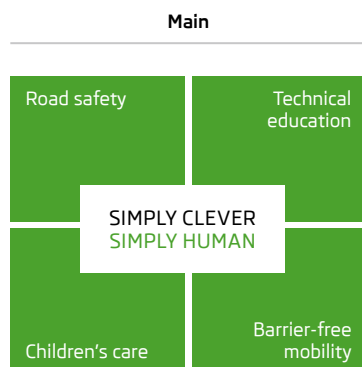 Main
Road safety
Technical
education
SIMPLY CLEVER
SIMPLY HUMAN
Children's care
Barrier-free
mobility